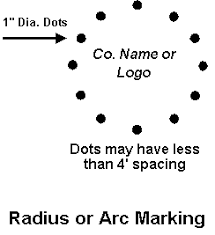 1" Dia. Dots
Co. Name or
Logo
Dots may have less
than 4' spacing
Radius or Arc Marking